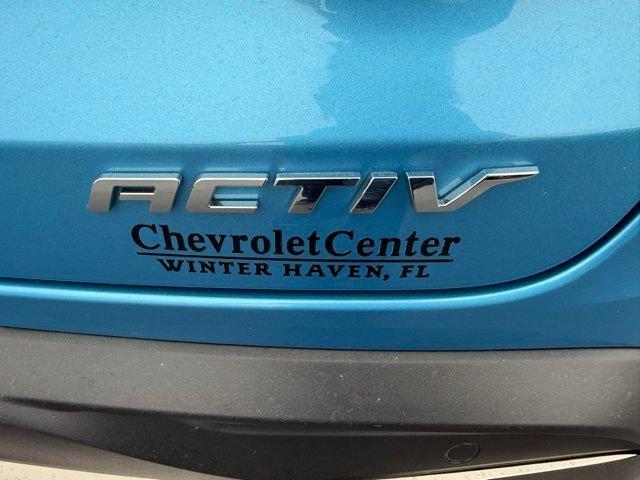 ACTIV
ChevroletCenter
WINTER HAVEN, FL